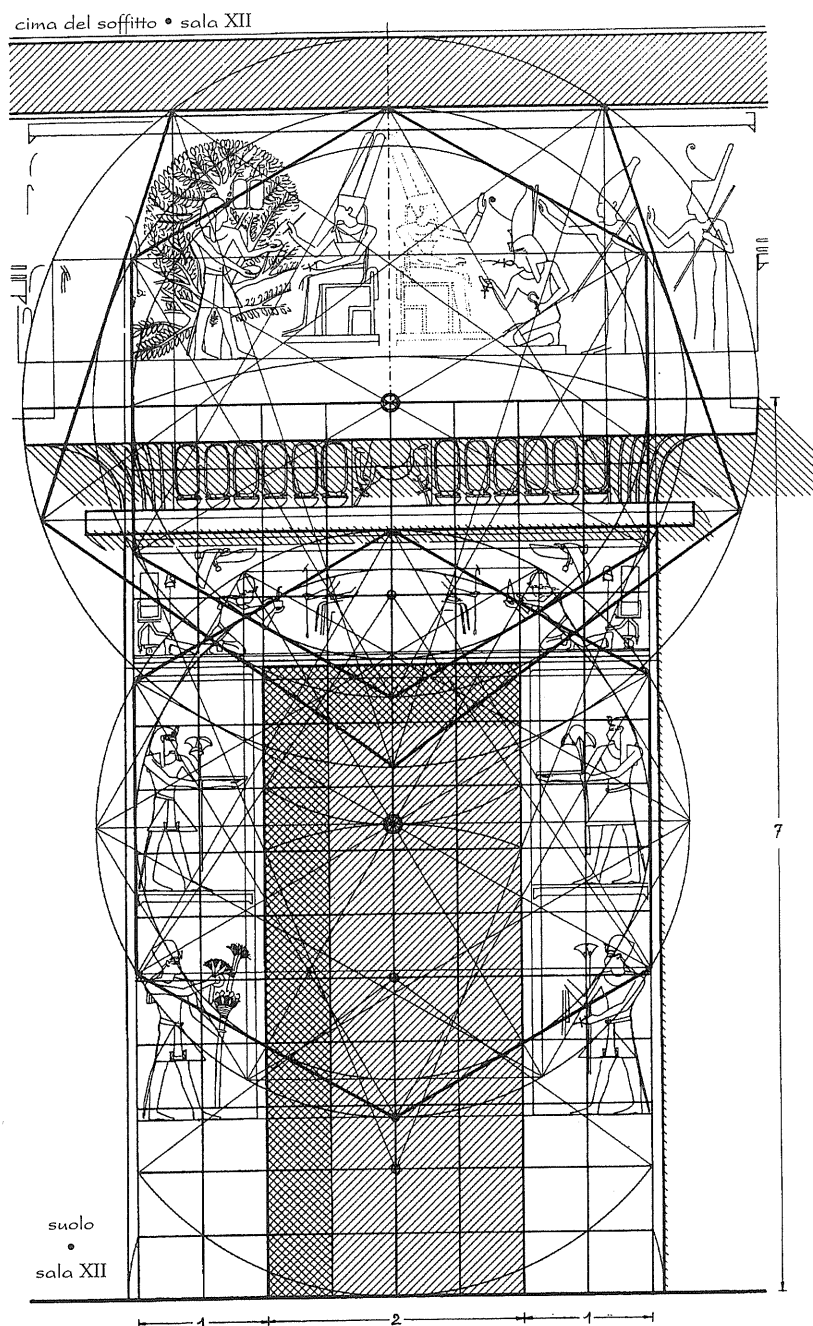 cima del soffitto • sala XII
7
suolo
•
sala XII
1 2 1